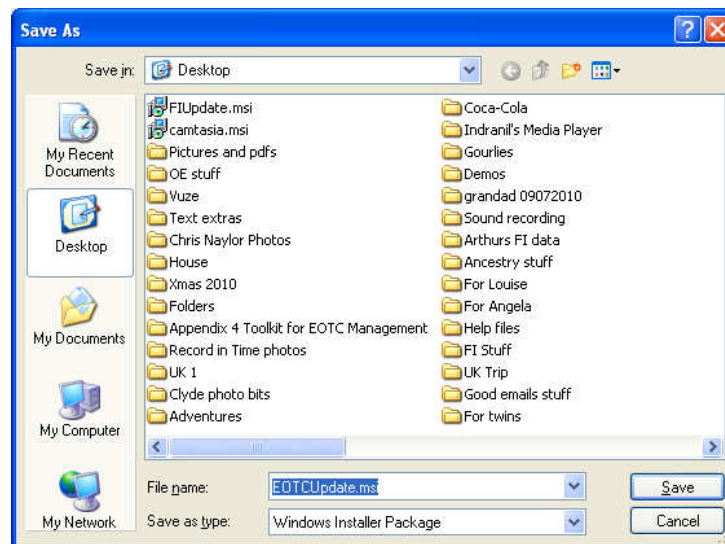 Save As
Save in:
Desktop
My Recent
Documents
Desktop
My Documents
My Computer
My Network
FIUpdate.msi
camtasia.msi
Pictures and pdfs
OE stuff
Vuze
Text extras
Chris Naylor Photos
House
Xmas 2010
Folders
Appendix 4 Toolkit for EOTC Management
Record in Time photos
UK 1
Clyde photo bits
Adventures
Coca-Cola
Indranil's Media Player
Gourlies
Demos
grandad 09072010
Sound recording
Arthurs FI data
Ancestry stuff
For Louise
For Angela
Help files
FI Stuff
UK Trip
Good emails stuff
For twins
File name:
EOTCUpdate.msi
Save
Save as type:
Windows Installer Package
Cancel